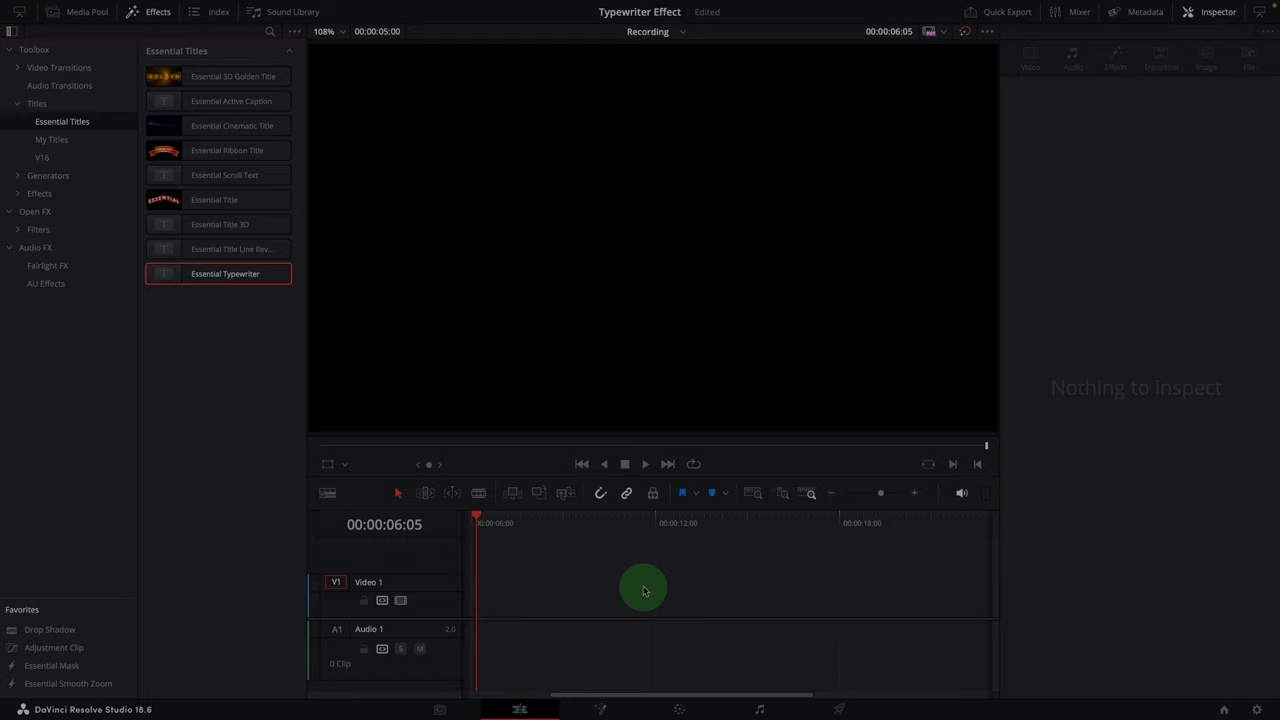 Media Pool
Effects
Index
Sound Library
Typewriter Effect
Edited
Quick Export
Mixer
Metadata
Inspector
108%
00:00:05:00
Recording
00:00:06:05
Video
Audio
Effects
Transition
Image
File
Toolbox
Video Transitions
Audio Transitions
Titles
Essential Titles
My Titles
V16
Generators
Effects
Open FX
Filters
Audio FX
Fairlight FX
AU Effects
Essential Titles
Essential 3D Golden Title
Essential Active Caption
Essential Cinematic Title
Essential Ribbon Title
Essential Scroll Text
ESSENTIAL
Essential Title
Essential Title 3D
Essential Title Line Rev...
Essential Typewriter
Nothing to inspect
00:00:06:05
00:00:06:00
00:00:12:00
00:00:18:00
V1
Video 1
A1
Audio 1
2.0
S
M
0 Clip
Favorites
Drop Shadow
Adjustment Clip
Essential Mask
Essential Smooth Zoom
DaVinci Resolve Studio 18.6